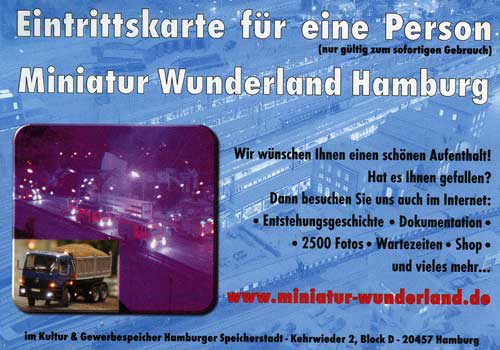 Eintrittskarte für eine Person
(nur gültig zum sofortigen Gebrauch)
Miniatur Wunderland Hamburg
Wir wünschen Ihnen einen schönen Aufenthalt!
Hat es Ihnen gefallen?
Dann besuchen Sie uns auch im Internet:
• Entstehungsgeschichte • Dokumentation •
• 2500 Fotos • Wartezeiten • Shop •
und vieles mehr...
www.miniatur-wunderland.de
im Kultur & Gewerbespeicher Hamburger Speicherstadt - Kehrwieder 2, Block D - 20457 Hamburg